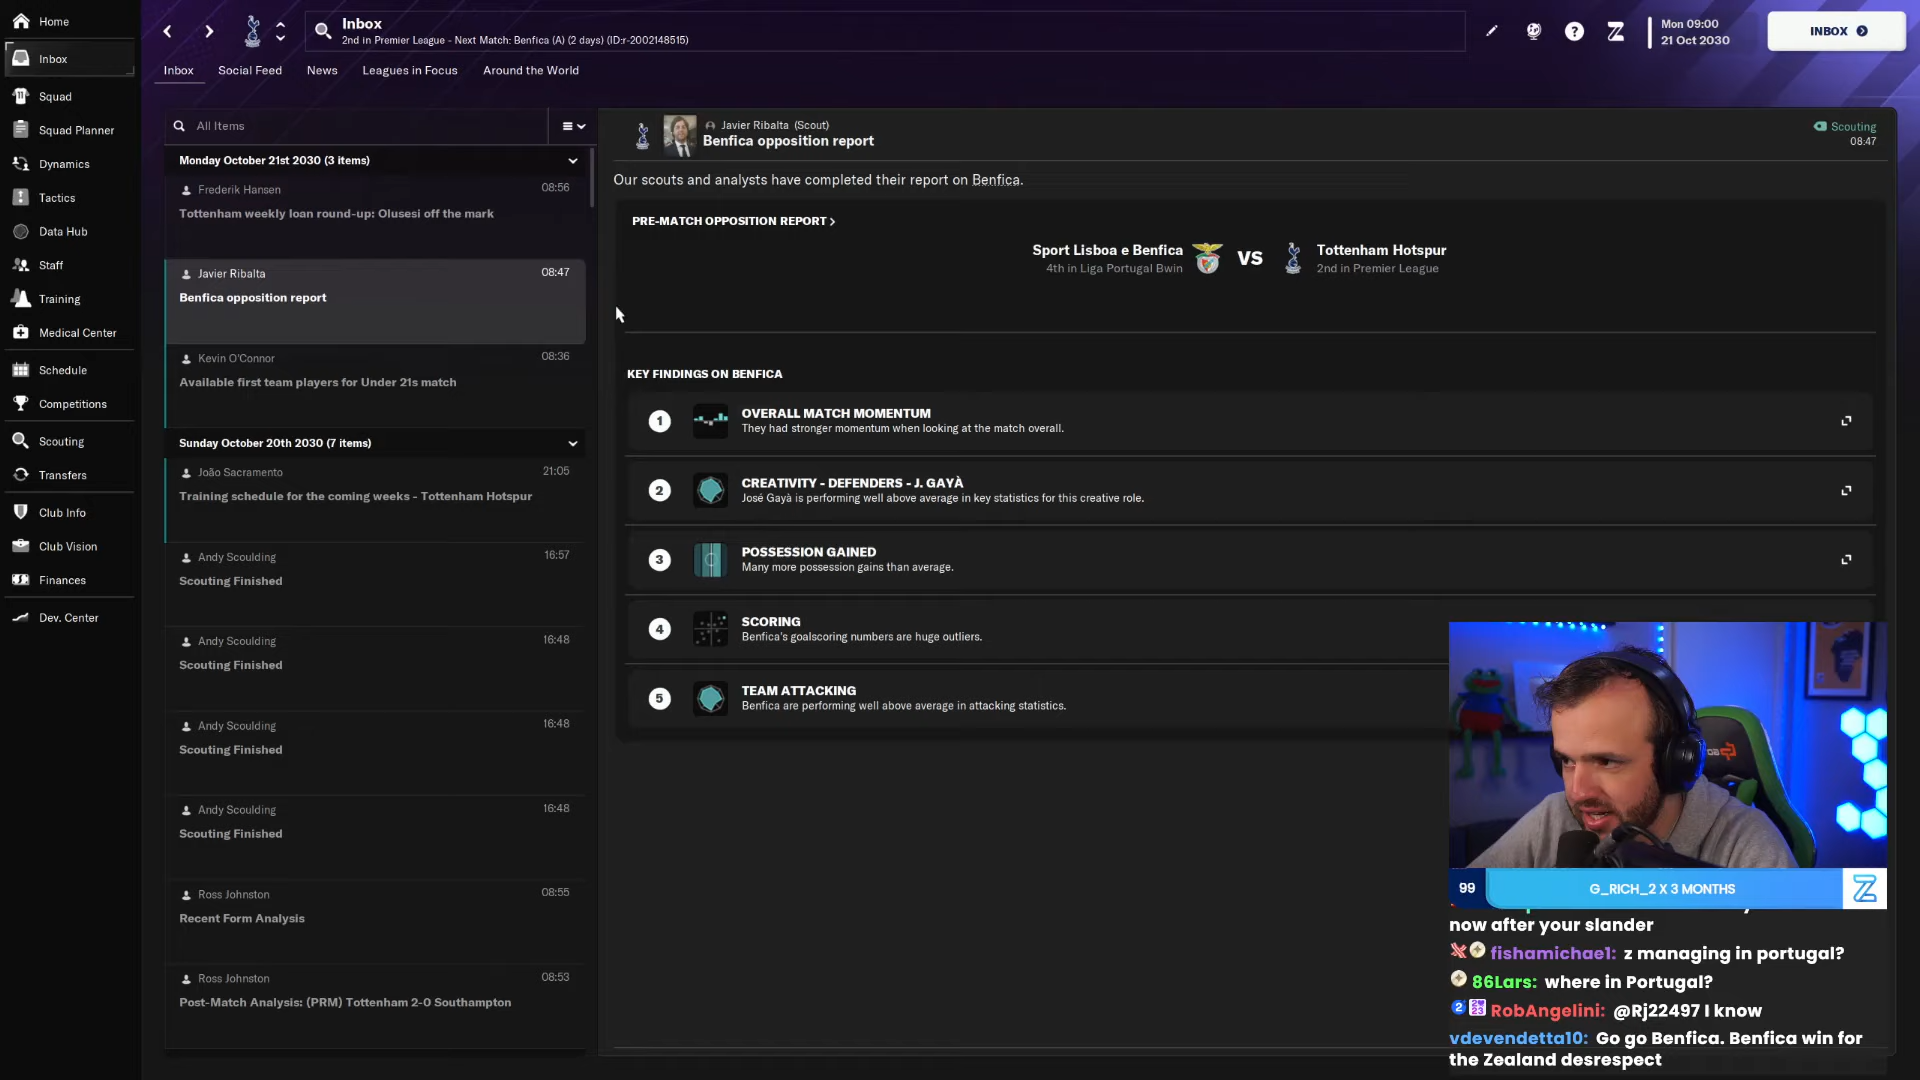 Home
Inbox
Squad
Squad Planner
Dynamics
Tactics
Data Hub
Staff
Training
Medical Center
Schedule
Competitions
Scouting
Transfers
Club Info
Club Vision
Finances
Dev. Center
Inbox
2nd in Premier League - Next Match: Benfica (A) (2 days) (ID:r-2002148515)
Mon 09:00
21 Oct 2030
INBOX
Inbox Social Feed News Leagues in Focus Around the World
All Items
Monday October 21st 2030 (3 items)
Frederik Hansen 08:56
Tottenham weekly loan round-up: Olusesi off the mark
Javier Ribalta 08:47
Benfica opposition report
Kevin O'Connor 08:36
Available first team players for Under 21s match
Sunday October 20th 2030 (7 items)
João Sacramento 21:05
Training schedule for the coming weeks - Tottenham Hotspur
Andy Scoulding 16:57
Scouting Finished
Andy Scoulding 16:48
Scouting Finished
Andy Scoulding 16:48
Scouting Finished
Andy Scoulding 16:48
Scouting Finished
Ross Johnston 08:55
Recent Form Analysis
Ross Johnston 08:53
Post-Match Analysis: (PRM) Tottenham 2-0 Southampton
Javier Ribalta (Scout)
Benfica opposition report
Scouting
08:47
Our scouts and analysts have completed their report on Benfica.
PRE-MATCH OPPOSITION REPORT
Sport Lisboa e Benfica
4th in Liga Portugal Bwin
VS
Tottenham Hotspur
2nd in Premier League
KEY FINDINGS ON BENFICA
1 OVERALL MATCH MOMENTUM
They had stronger momentum when looking at the match overall.
2 CREATIVITY - DEFENDERS - J. GAYÀ
José Gayà is performing well above average in key statistics for this creative role.
3 POSSESSION GAINED
Many more possession gains than average.
4 SCORING
Benfica's goalscoring numbers are huge outliers.
5 TEAM ATTACKING
Benfica are performing well above average in attacking statistics.
99 G_RICH_2 X 3 MONTHS
now after your slander
fishamichael: z managing in portugal?
86Lars: where in Portugal?
RobAngelini: @Rj22497 I know
vdevendetta10: Go go Benfica. Benfica win for
the Zealand desrespect